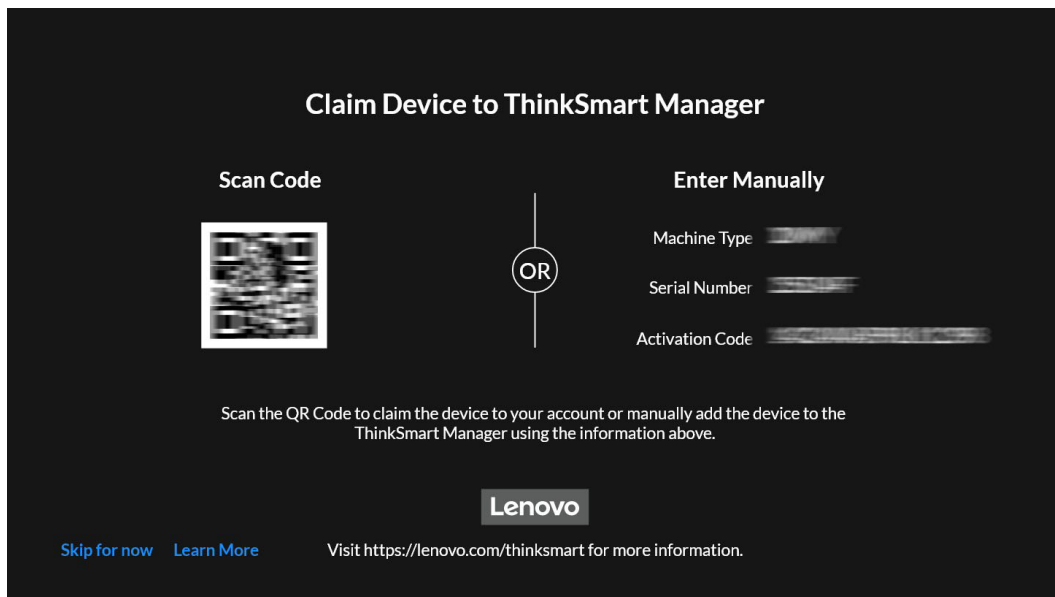 Claim Device to ThinkSmart Manager
Scan Code
OR
Enter Manually
Machine Type
Serial Number
Activation Code
Scan the QR Code to claim the device to your account or manually add the device to the
ThinkSmart Manager using the information above.
Lenovo
Skip for now
Learn More
Visit https://lenovo.com/thinksmart for more information.